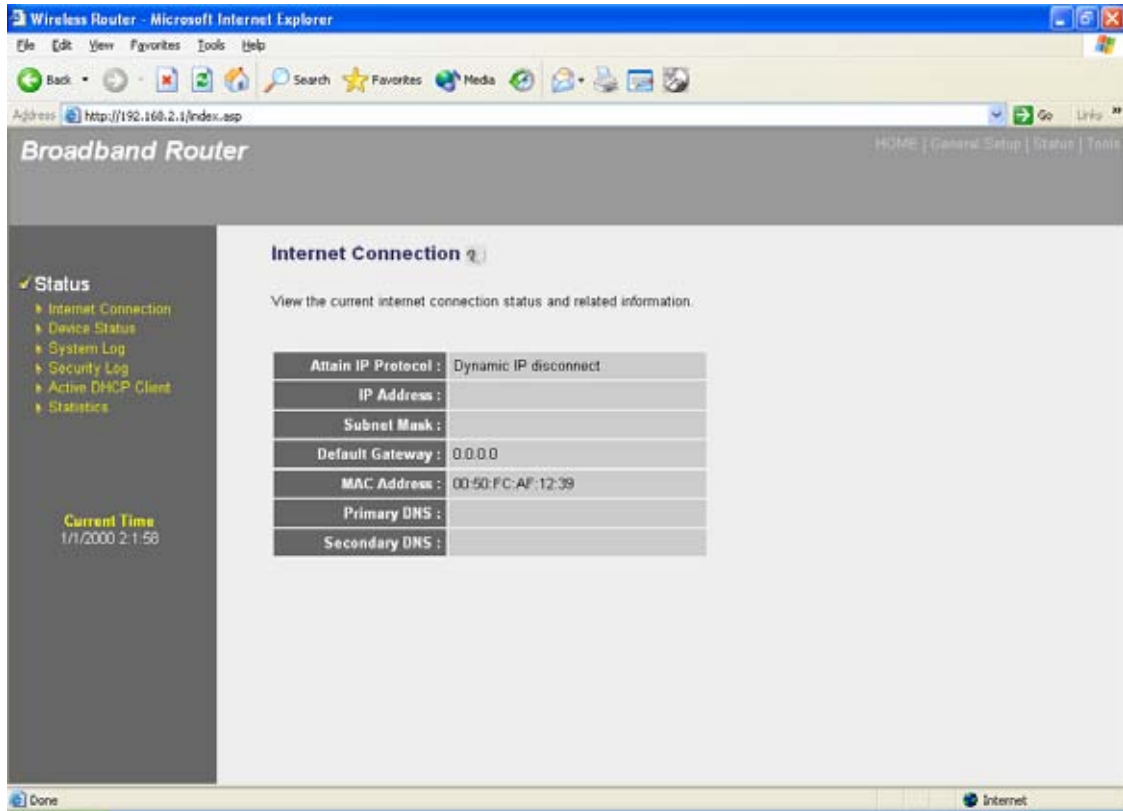 Wireless Router - Microsoft Internet Explorer
File Edit View Favorites Tools Help
Back Search Favorites Media
Address http://192.168.2.1/index.asp Go Links »
Broadband Router
HOME | General Setup | Status | Tools
Status
Internet Connection
Device Status
System Log
Security Log
Active DHCP Client
Statistics
Current Time
1/1/2000 2:1:58
Internet Connection
View the current internet connection status and related information.
Attain IP Protocol : Dynamic IP disconnect
IP Address :
Subnet Mask :
Default Gateway : 0.0.0.0
MAC Address : 00:50:FC:AF:12:39
Primary DNS :
Secondary DNS :
Done
Internet